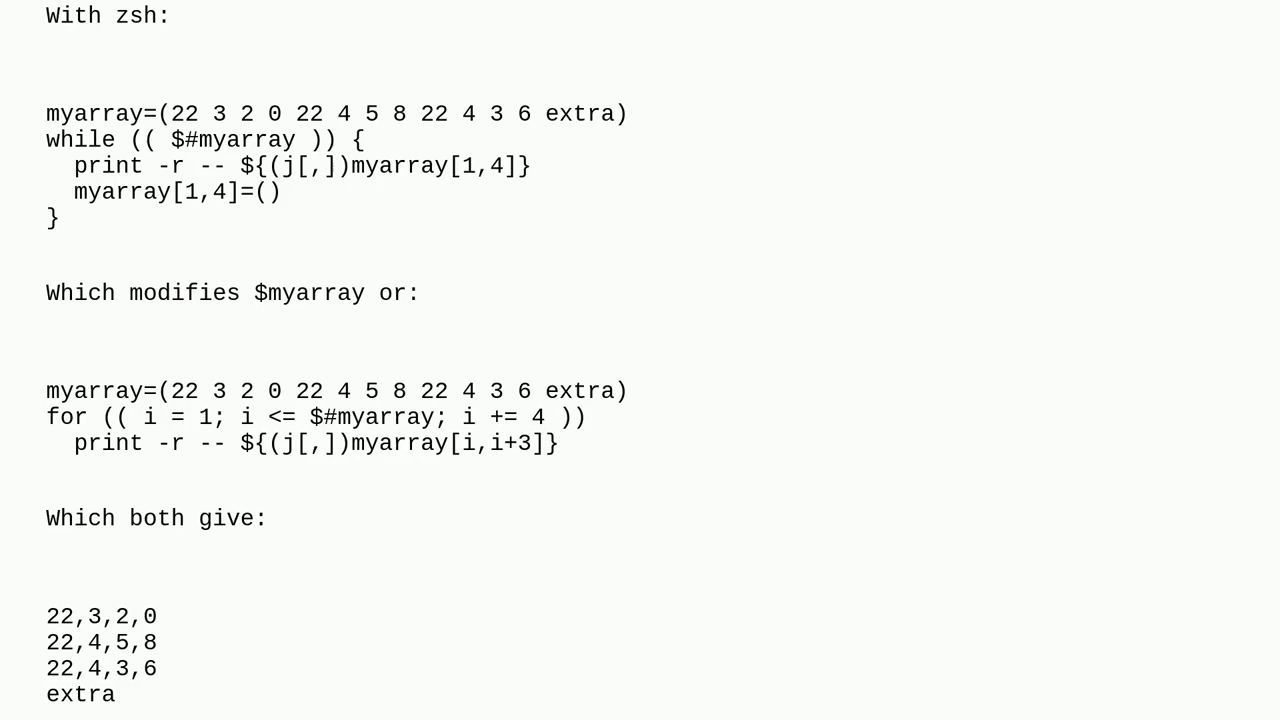 With zsh:
myarray=(22 3 2 0 22 4 5 8 22 4 3 6 extra)
while (( $#myarray )) {
  print -r -- ${(j[,])myarray[1,4]}
  myarray[1,4]=()
}
Which modifies $myarray or:
myarray=(22 3 2 0 22 4 5 8 22 4 3 6 extra)
for (( i = 1; i <= $#myarray; i += 4 ))
  print -r -- ${(j[,])myarray[i,i+3]}
Which both give:
22,3,2,0
22,4,5,8
22,4,3,6
extra